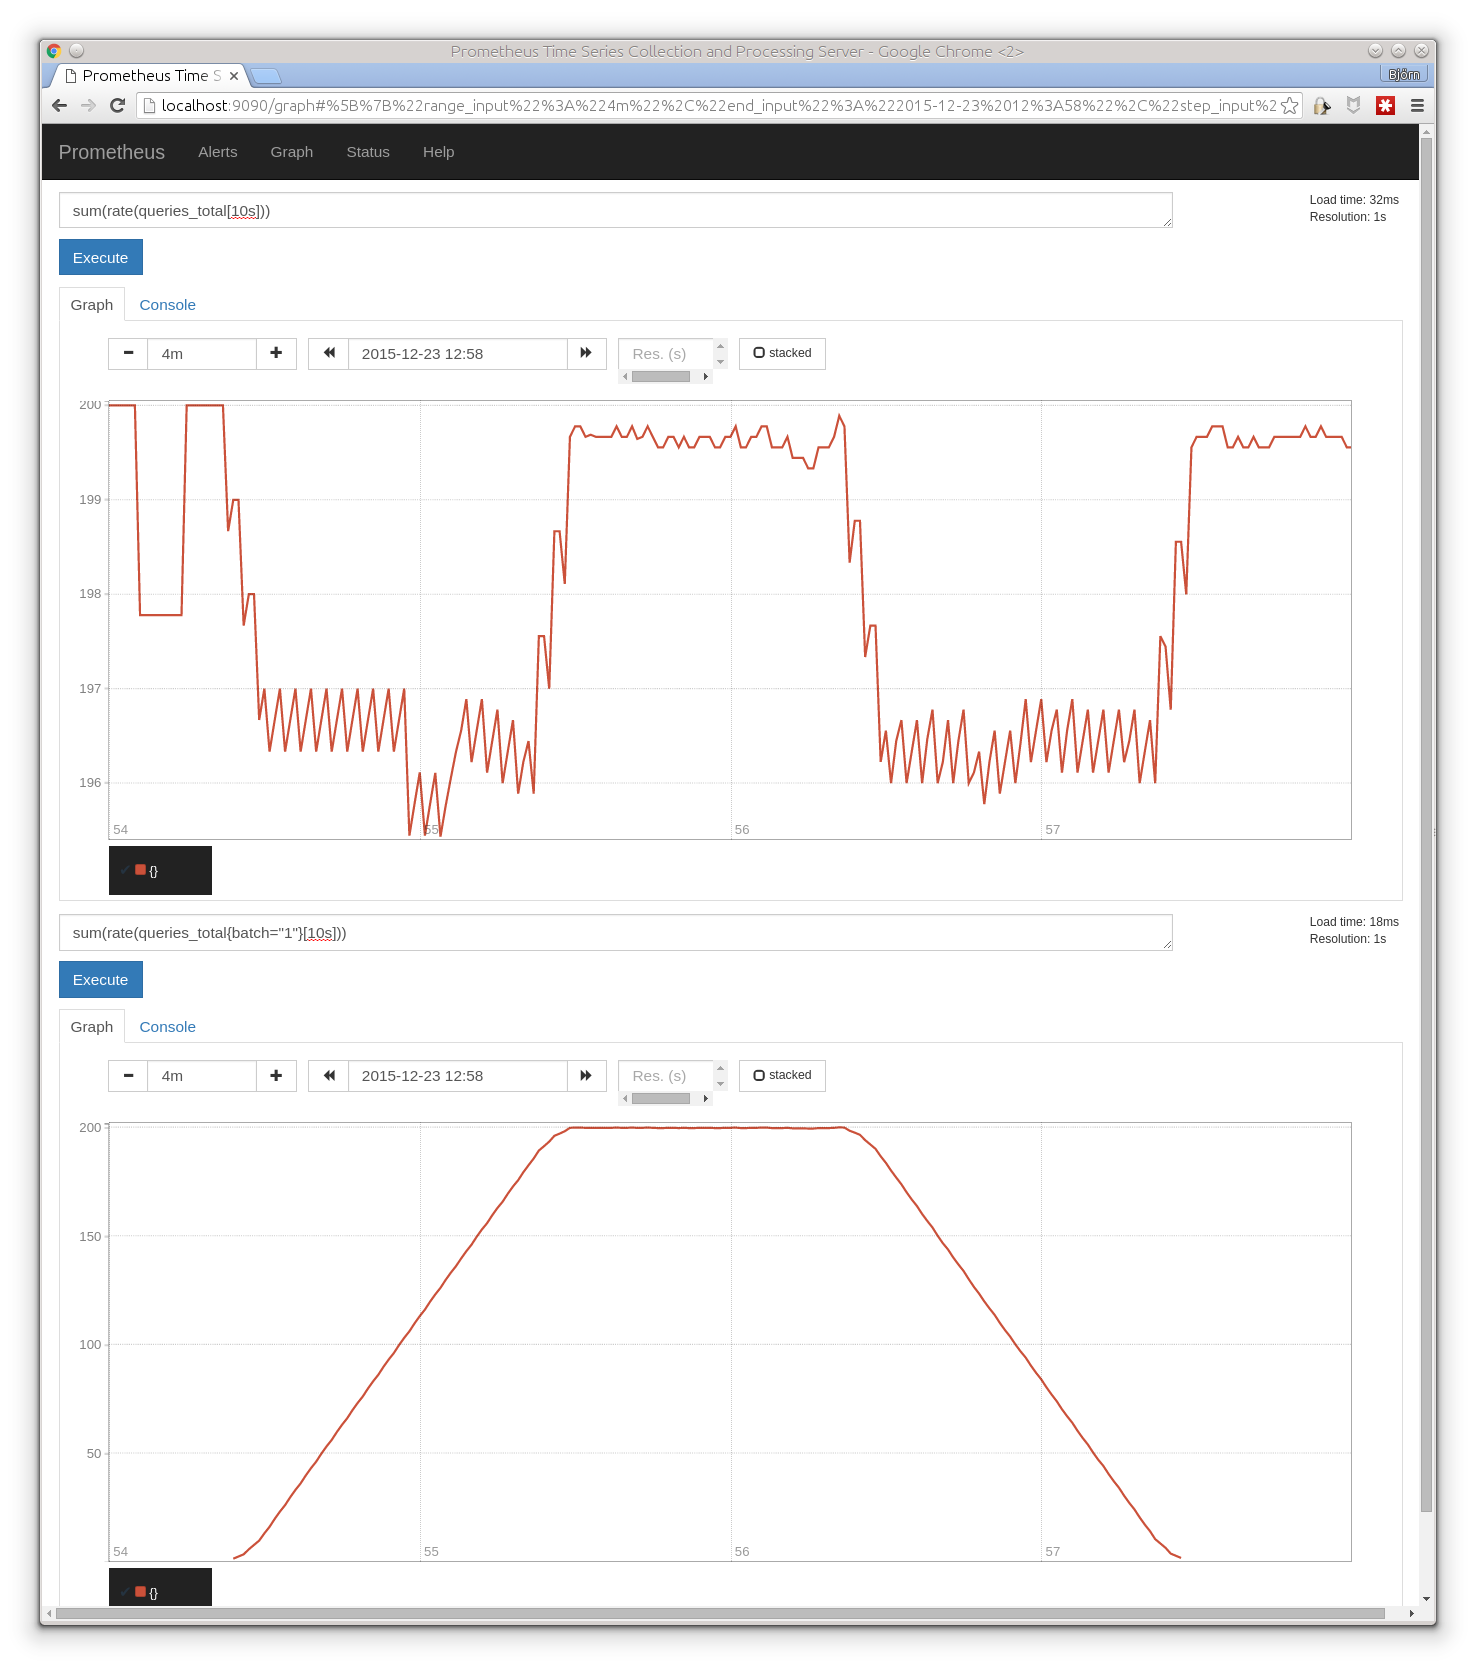 Prometheus Time Series Collection and Processing Server - Google Chrome <2>
Prometheus Time S
Björn
localhost:9090/graph#%5B%7B%22range_input%22%3A%224m%22%2C%22end_input%22%3A%222015-12-23%2012%3A58%22%2C%22step_input%2
Prometheus Alerts Graph Status Help
sum(rate(queries_total[10s]))
Load time: 32ms
Resolution: 1s
Execute
Graph Console
4m 2015-12-23 12:58 Res. (s) stacked
200
199
198
197
196
54 55 56 57
{}
sum(rate(queries_total{batch="1"}[10s]))
Load time: 18ms
Resolution: 1s
Execute
Graph Console
4m 2015-12-23 12:58 Res. (s) stacked
200
150
100
50
54 55 56 57
{}